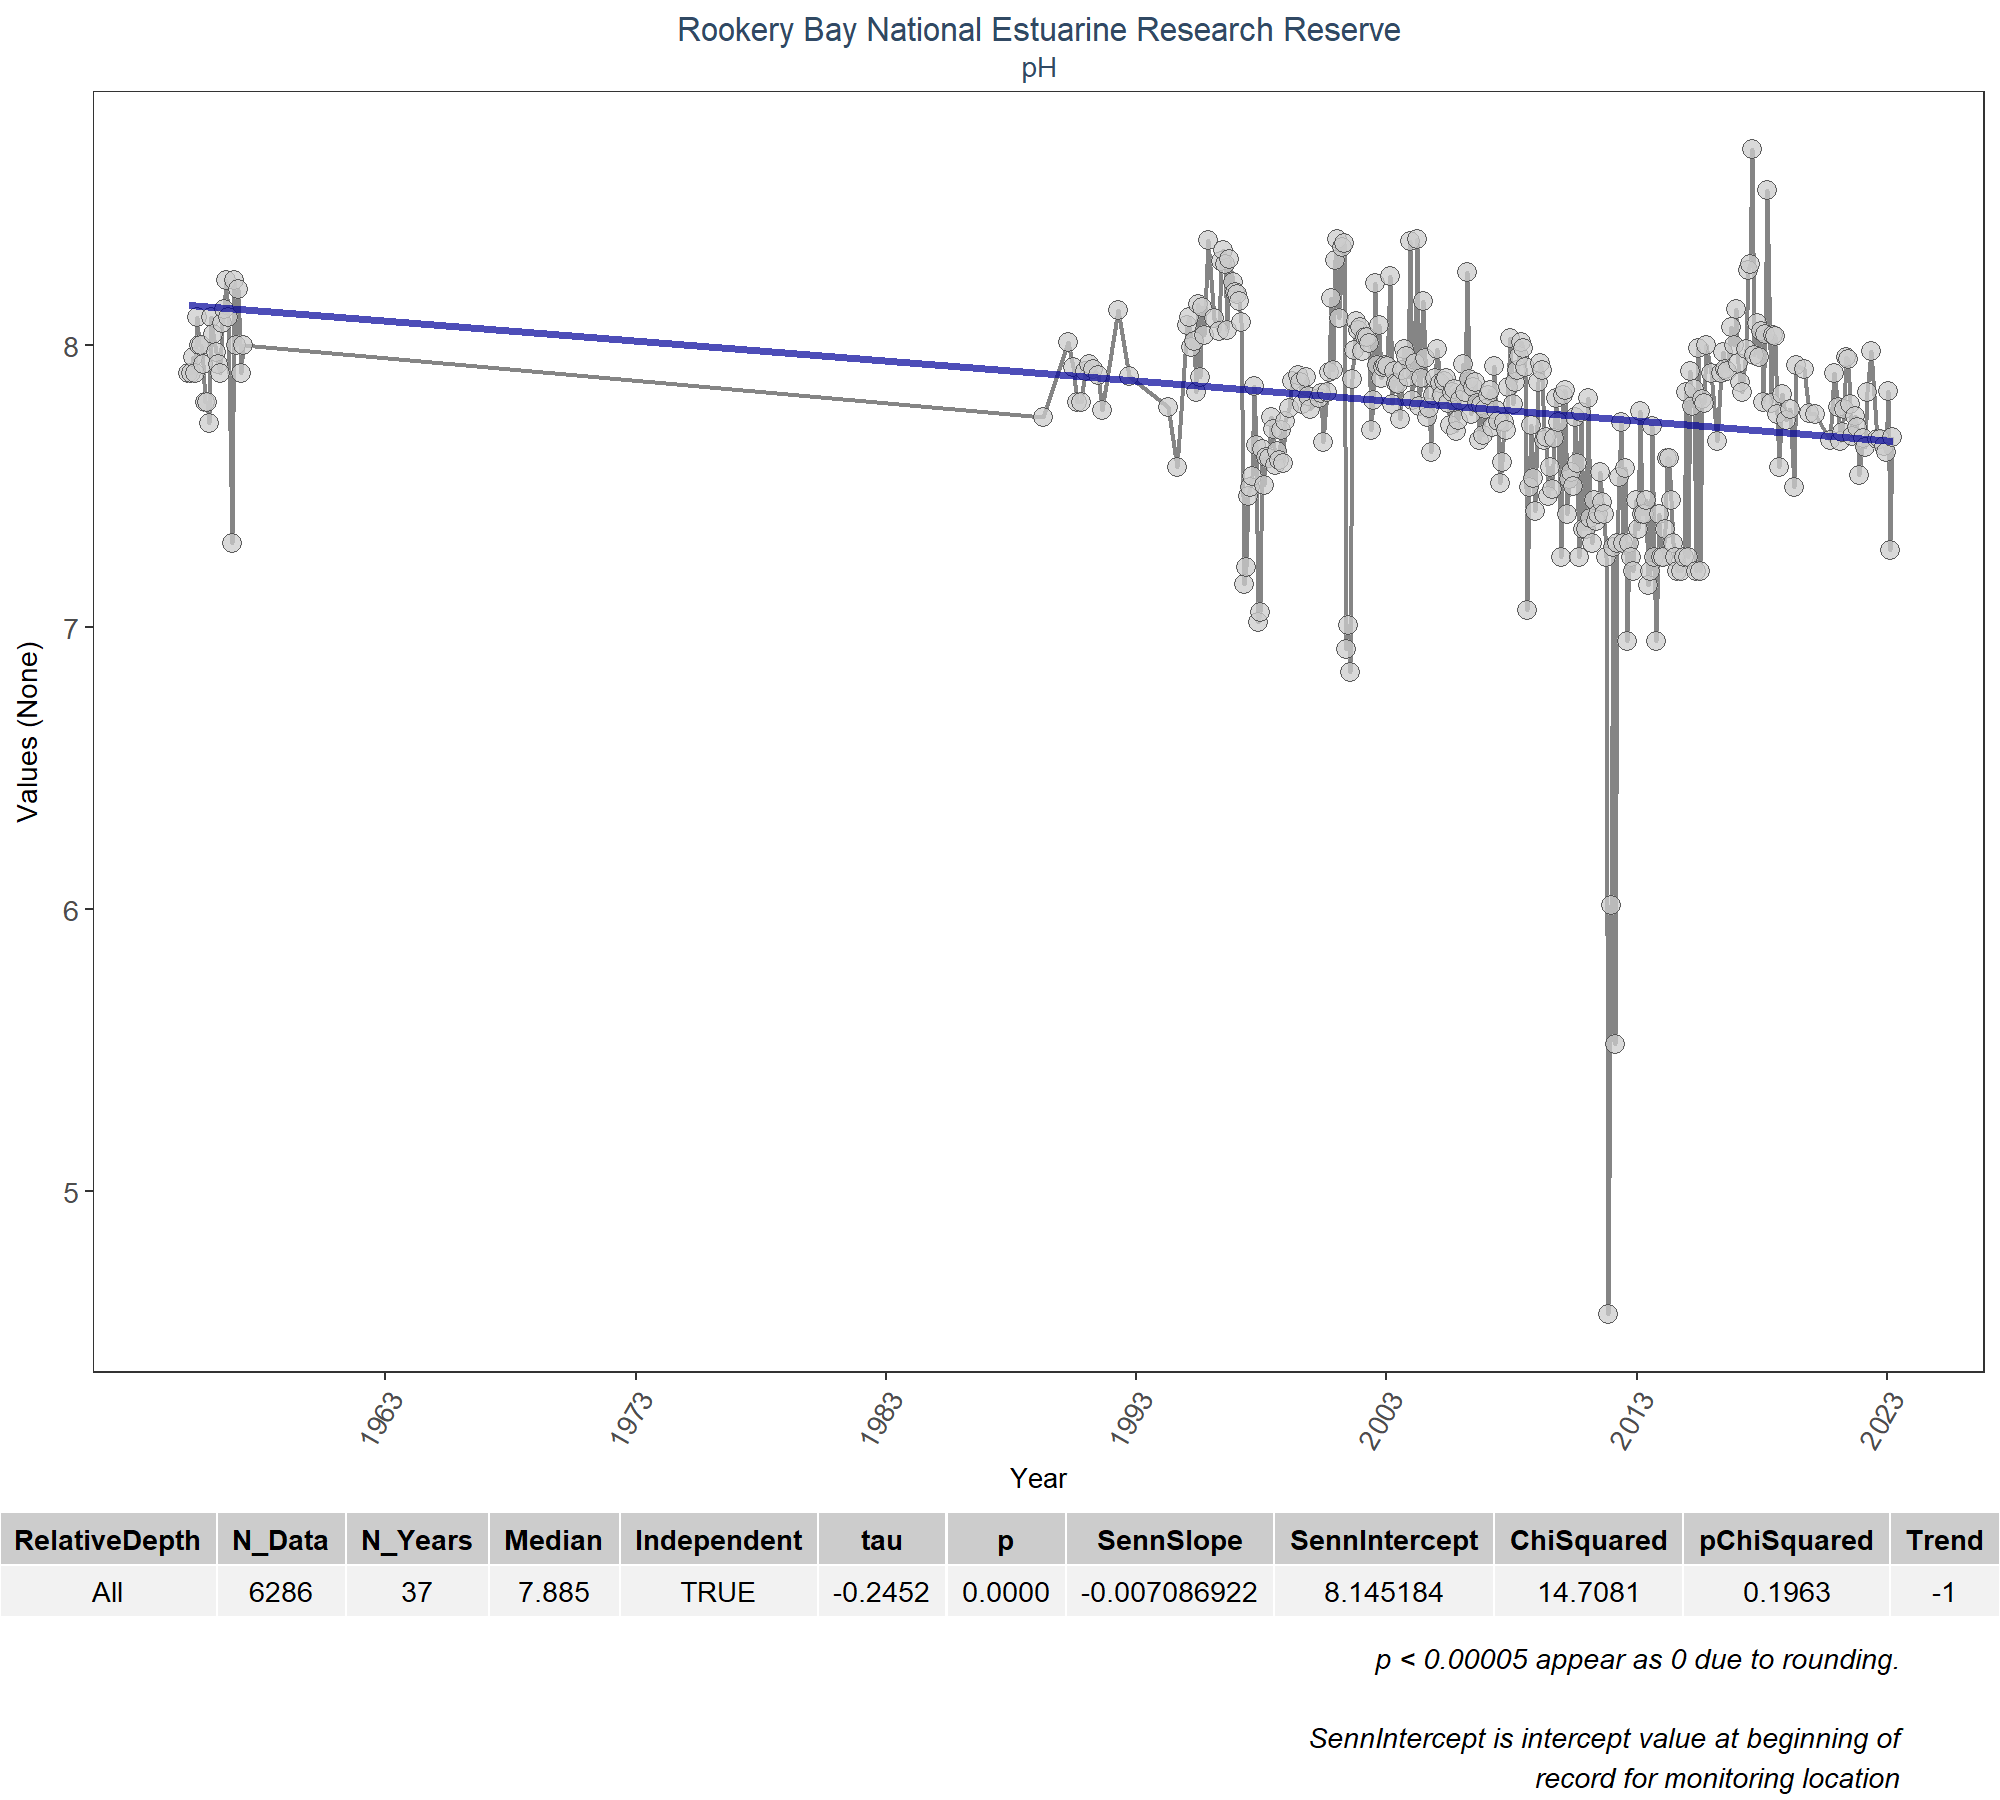 Rookery Bay National Estuarine Research Reserve
pH
Values (None)
8
7
6
5
1963 1973 1983 1993 2003 2013 2023
Year
RelativeDepth N_Data N_Years Median Independent tau p SennSlope SennIntercept ChiSquared pChiSquared Trend
All 6286 37 7.885 TRUE -0.2452 0.0000 -0.007086922 8.145184 14.7081 0.1963 -1
p < 0.00005 appear as 0 due to rounding.
SennIntercept is intercept value at beginning of
record for monitoring location